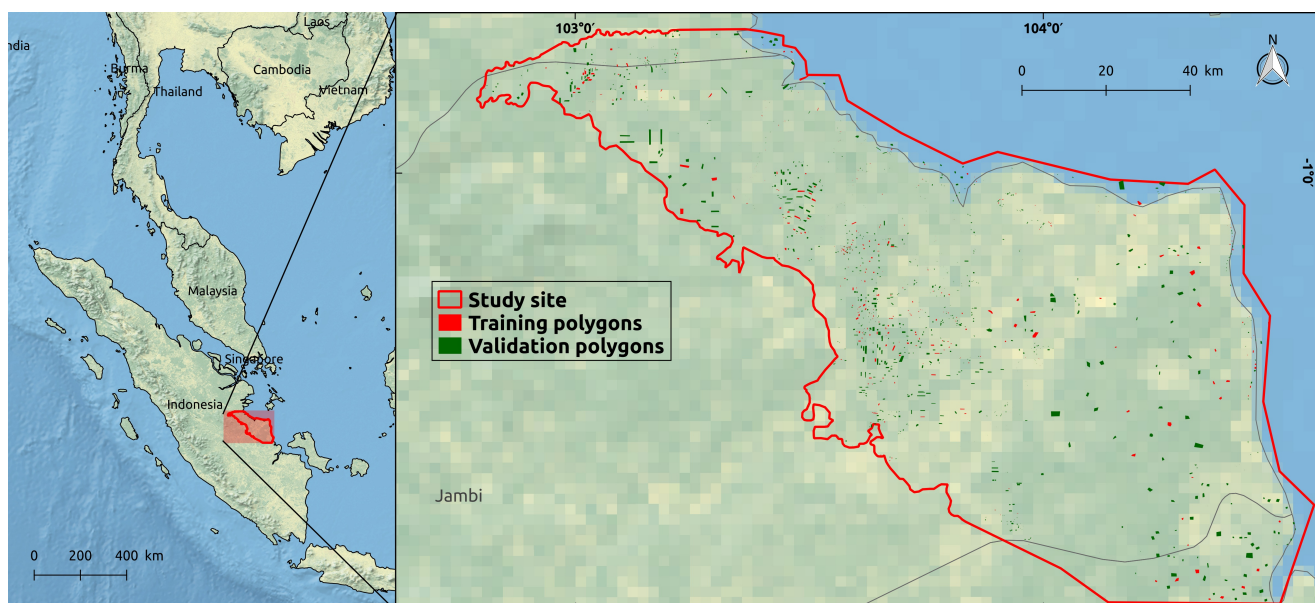 Laos
ndia
Burma
Thailand
Cambodia
Vietnam
Malaysia
Singapore
Indonesia
0 200 400 km
103°0'
104°0'
N
0 20 40 km
-1°0'
Study site
Training polygons
Validation polygons
Jambi